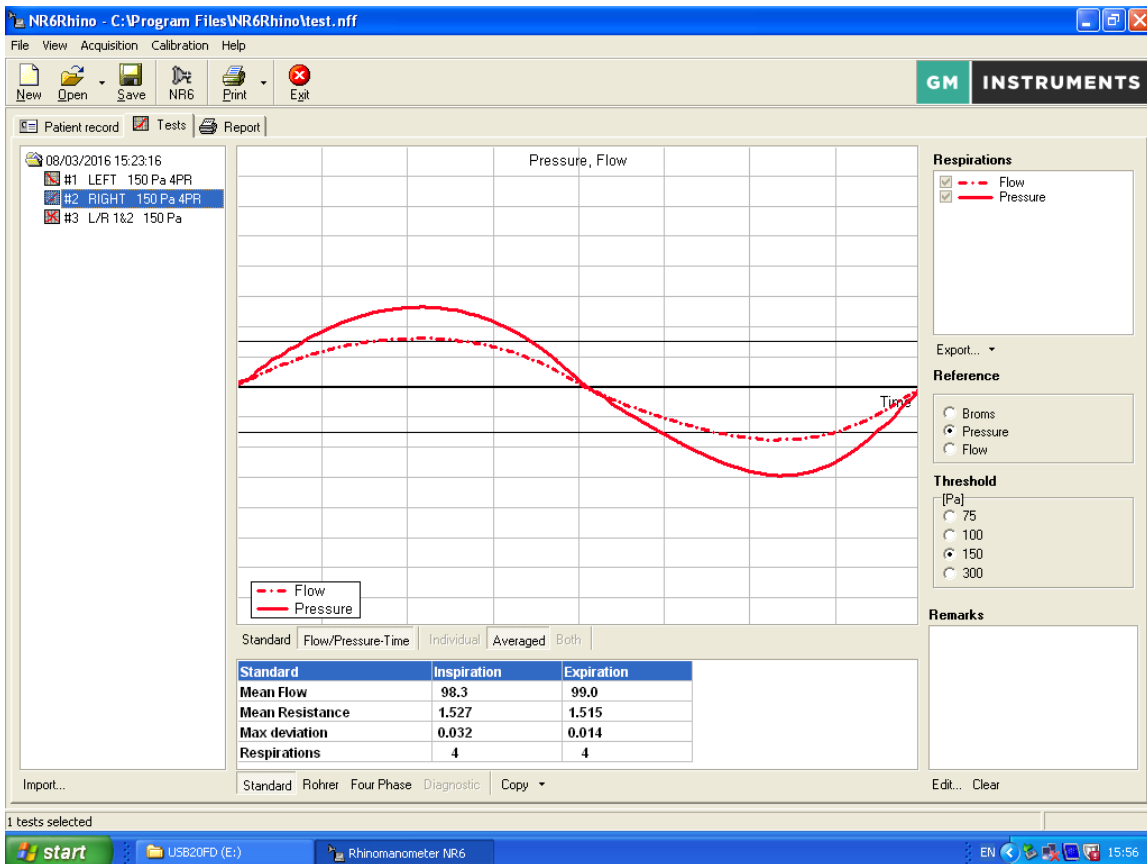 NR6Rhino - C:\Program Files\NR6Rhino\test.nff
File View Acquisition Calibration Help
New Open Save NR6 Print Exit
GM INSTRUMENTS
Patient record Tests Report
08/03/2016 15:23:16
#1 LEFT 150 Pa 4PR
#2 RIGHT 150 Pa 4PR
#3 L/R 1&2 150 Pa
Import...
Pressure, Flow
Time
Flow
Pressure
Standard Flow/Pressure-Time Individual Averaged Both
Standard Inspiration Expiration
Mean Flow 98.3 99.0
Mean Resistance 1.527 1.515
Max deviation 0.032 0.014
Respirations 4 4
Standard Rohrer Four Phase Diagnostic Copy
Respirations
Flow
Pressure
Export...
Reference
Broms
Pressure
Flow
Threshold
[Pa]
75
100
150
300
Remarks
Edit... Clear
1 tests selected
start USB20FD (E:) Rhinomanometer NR6 EN 15:56